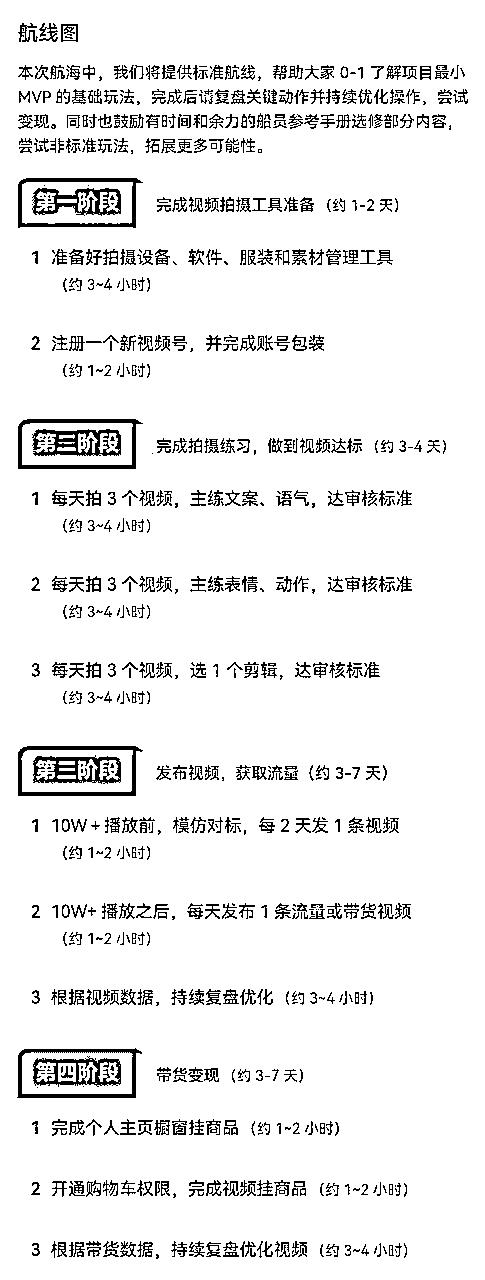 航线图
本次航海中，我们将提供标准航线，帮助大家 0-1 了解项目最小
MVP 的基础玩法，完成后请复盘关键动作并持续优化操作，尝试
变现。同时也鼓励有时间和余力的船员参考手册选修部分内容，
尝试非标准玩法，拓展更多可能性。
第一阶段 完成视频拍摄工具准备（约 1-2 天）
1 准备好拍摄设备、软件、服装和素材管理工具
（约 3~4 小时）
2 注册一个新视频号，并完成账号包装
（约 1~2 小时）
第二阶段 完成拍摄练习，做到视频达标（约 3-4 天）
1 每天拍 3 个视频，主练文案、语气，达审核标准
（约 3~4 小时）
2 每天拍 3 个视频，主练表情、动作，达审核标准
（约 3~4 小时）
3 每天拍 3 个视频，选 1 个剪辑，达审核标准
（约 3~4 小时）
第三阶段 发布视频，获取流量（约 3-7 天）
1 10W + 播放前，模仿对标，每 2 天发 1 条视频
（约 1~2 小时）
2 10W+ 播放之后，每天发布 1 条流量或带货视频
（约 1~2 小时）
3 根据视频数据，持续复盘优化（约 3~4 小时）
第四阶段 带货变现（约 3-7 天）
1 完成个人主页橱窗挂商品（约 1~2 小时）
2 开通购物车权限，完成视频挂商品（约 1~2 小时）
3 根据带货数据，持续复盘优化视频（约 3~4 小时）